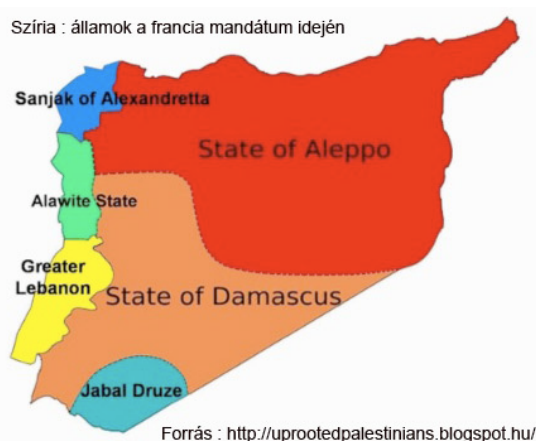 Szíria : államok a francia mandátum idején
Sanjak of Alexandretta
State of Aleppo
Alawite State
Greater
Lebanon
State of Damascus
Jabal Druze
Forrás : http://uprootedpalestinians.blogspot.hu/